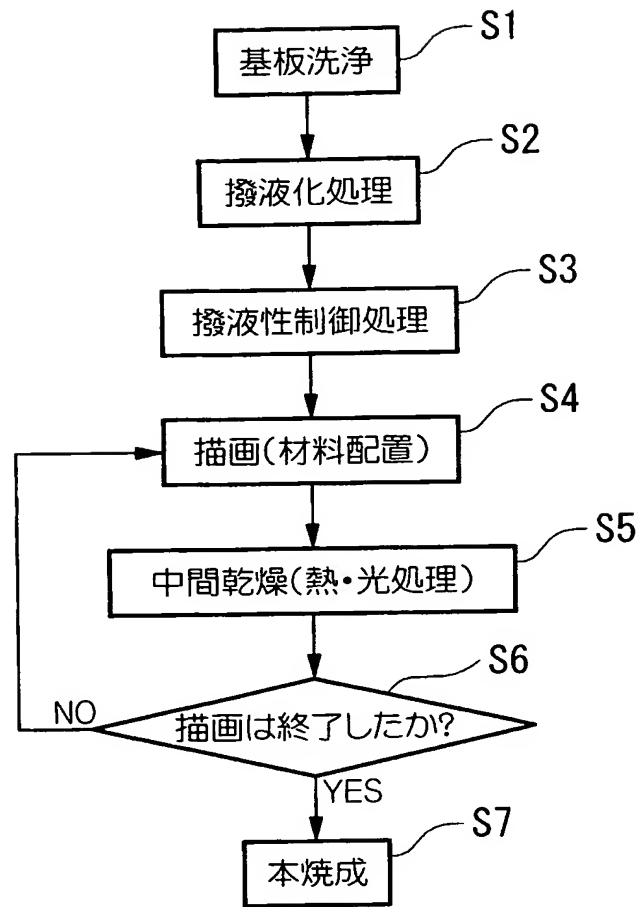 S1
基板洗浄
S2
撥液化処理
S3
撥液性制御処理
S4
描画(材料配置)
S5
中間乾燥(熱・光処理)
S6
NO
描画は終了したか?
YES
S7
本焼成